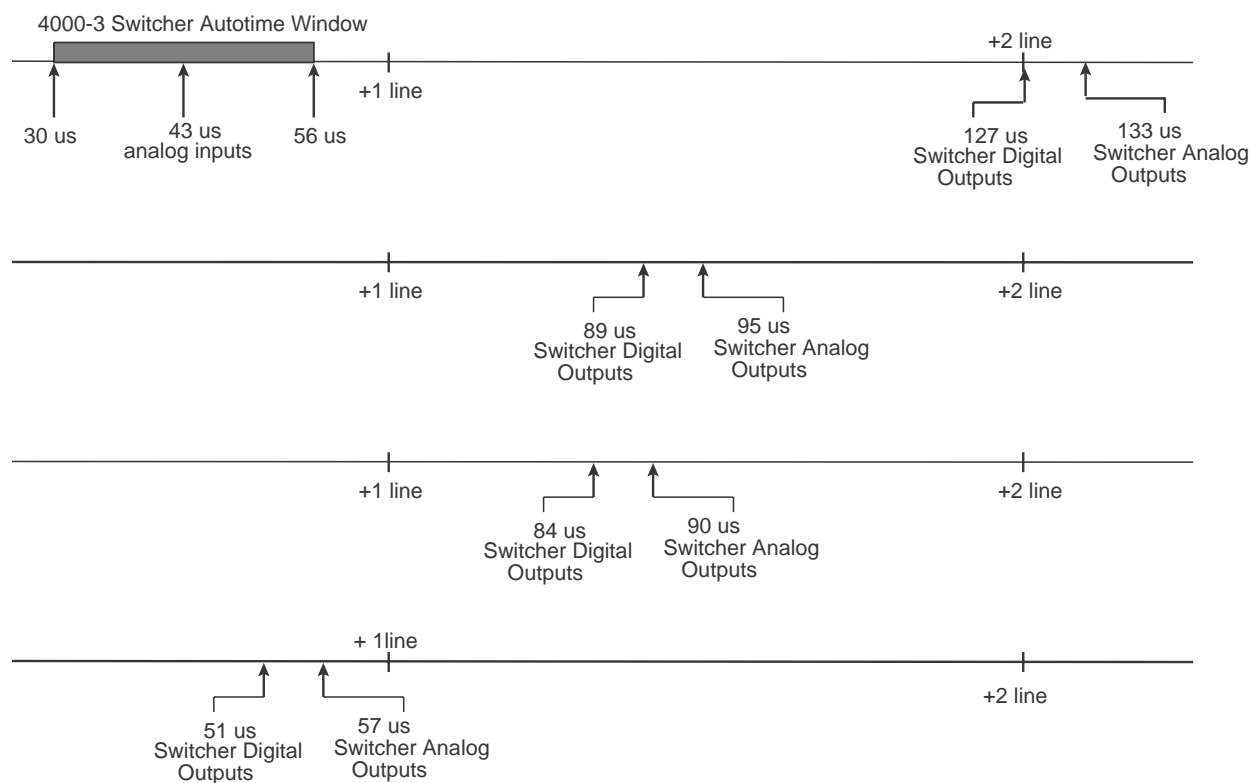 4000-3 Switcher Autotime Window
+2 line
+1 line
30 us
43 us
analog inputs
56 us
127 us
Switcher Digital
Outputs
133 us
Switcher Analog
Outputs
+1 line
+2 line
89 us
Switcher Digital
Outputs
95 us
Switcher Analog
Outputs
+1 line
+2 line
84 us
Switcher Digital
Outputs
90 us
Switcher Analog
Outputs
+ 1line
+2 line
51 us
Switcher Digital
Outputs
57 us
Switcher Analog
Outputs